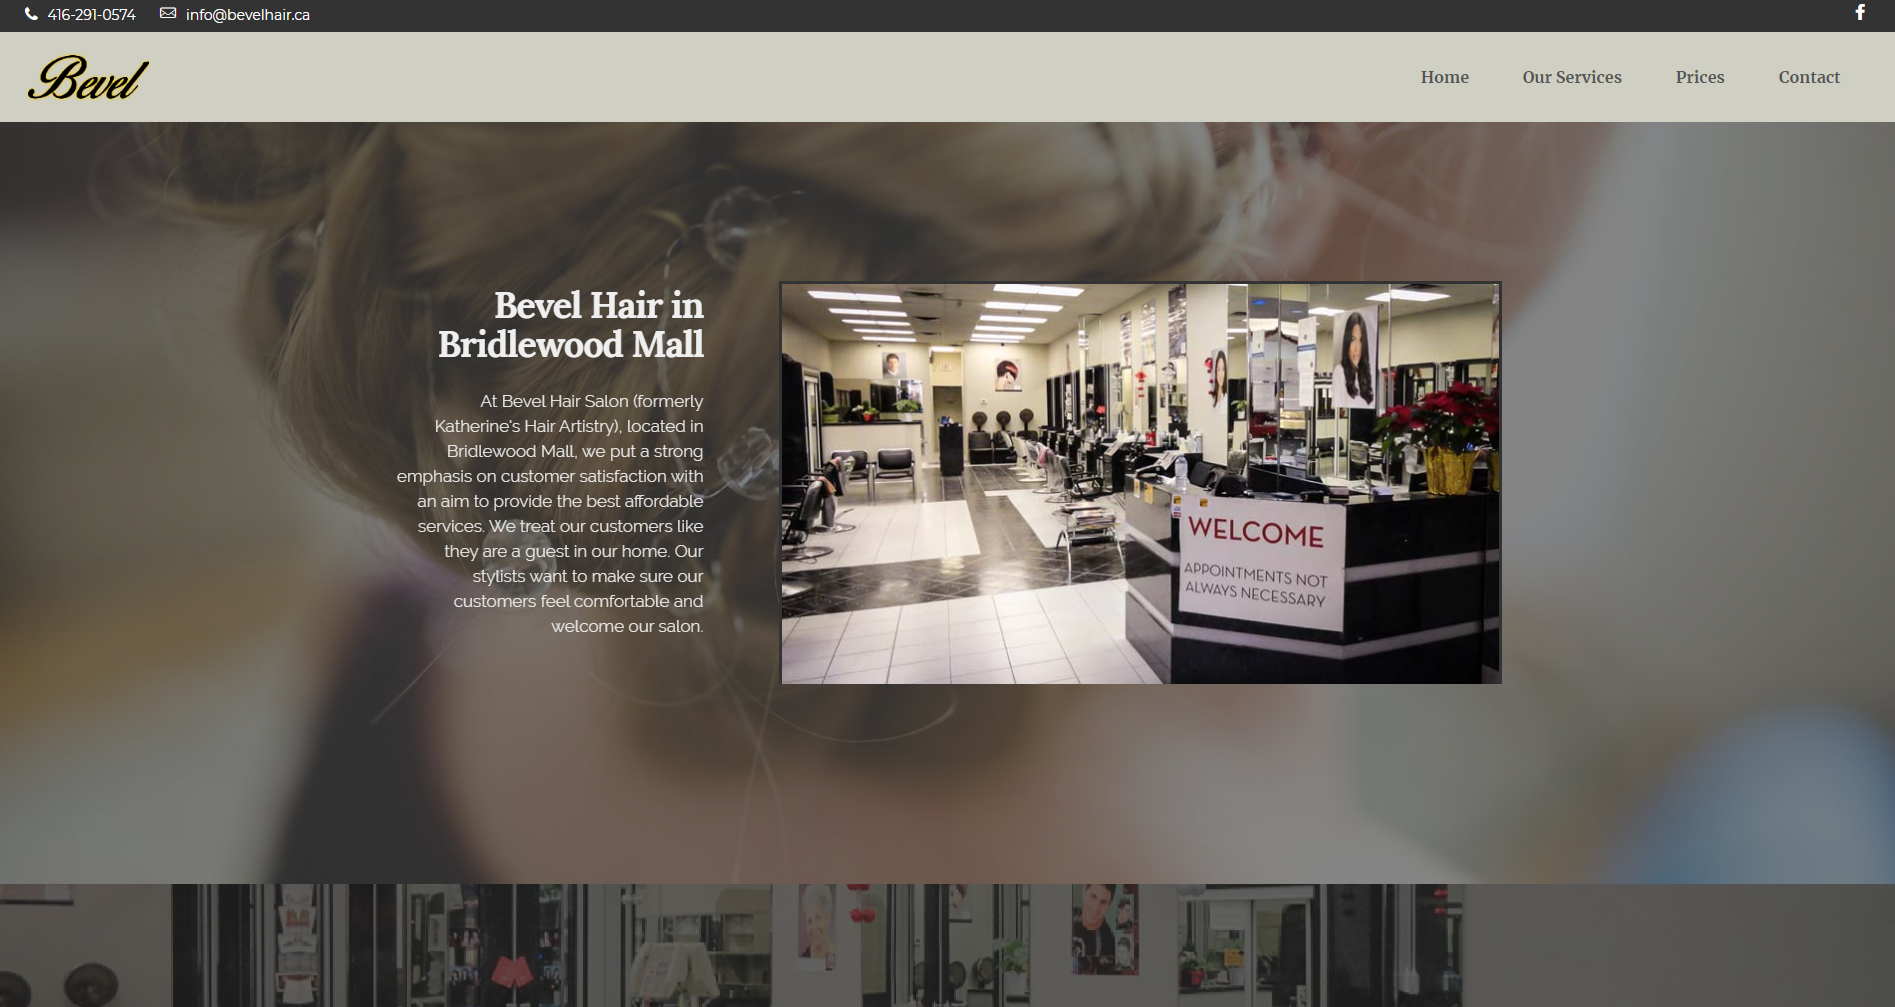 416-291-0574
info@bevelhair.ca
Bevel
Home
Our Services
Prices
Contact
Bevel Hair in
Bridlewood Mall
At Bevel Hair Salon (formerly
Katherine's Hair Artistry), located in
Bridlewood Mall, we put a strong
emphasis on customer satisfaction with
an aim to provide the best affordable
services. We treat our customers like
they are a guest in our home. Our
stylists want to make sure our
customers feel comfortable and
welcome our salon.
WELCOME
APPOINTMENTS NOT
ALWAYS NECESSARY